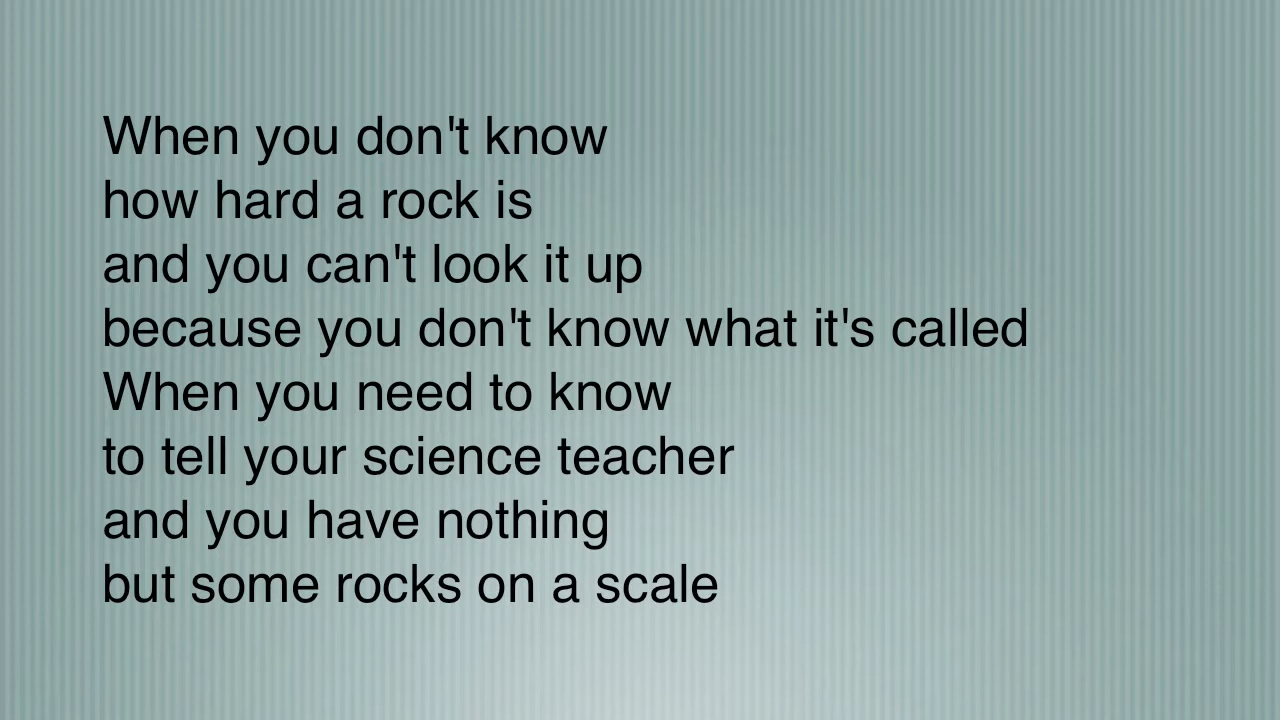 When you don't know
how hard a rock is
and you can't look it up
because you don't know what it's called
When you need to know
to tell your science teacher
and you have nothing
but some rocks on a scale